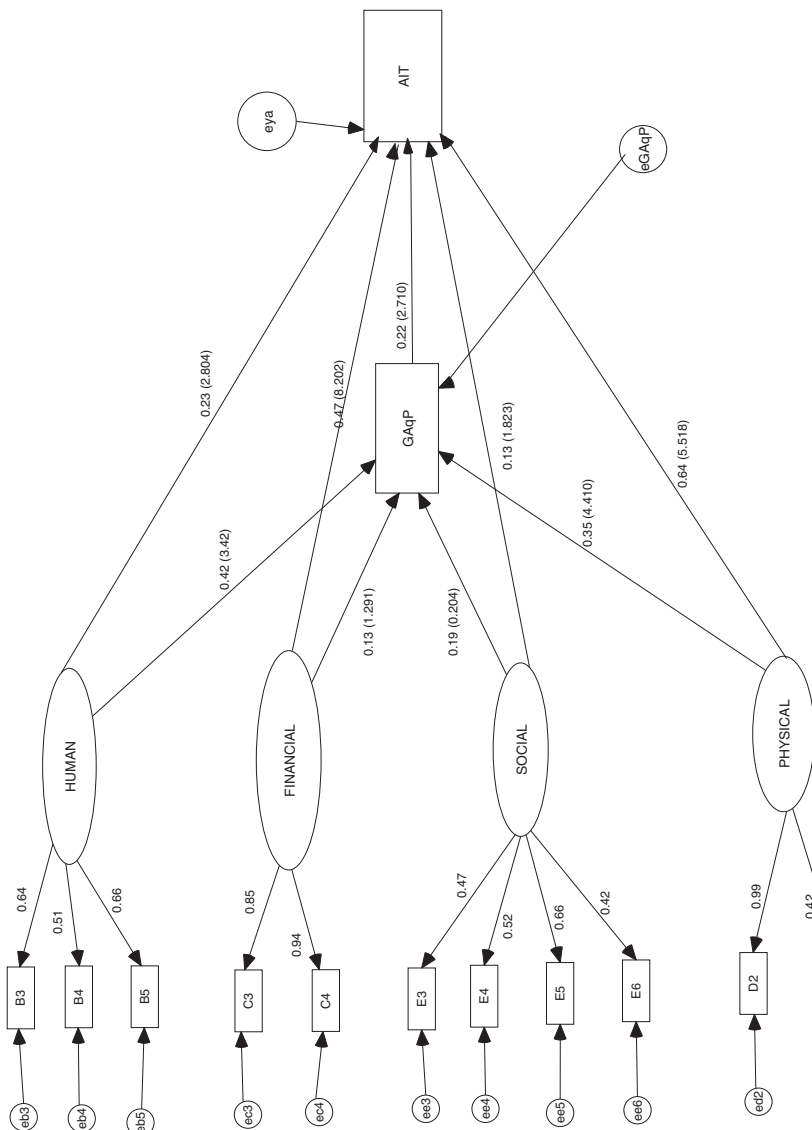 AIT
eya
eGAqP
0.23 (2.804)
0.47 (8.202)
0.22 (2.710)
0.13 (1.823)
0.64 (5.518)
GAqP
0.42 (3.42)
0.13 (1.291)
0.19 (0.204)
0.35 (4.410)
HUMAN
FINANCIAL
SOCIAL
PHYSICAL
0.64
0.51
0.66
0.85
0.94
0.47
0.52
0.66
0.42
0.99
0.42
B3
B4
B5
C3
C4
E3
E4
E5
E6
D2
eb3
eb4
eb5
ec3
ec4
ee3
ee4
ee5
ee6
ed2